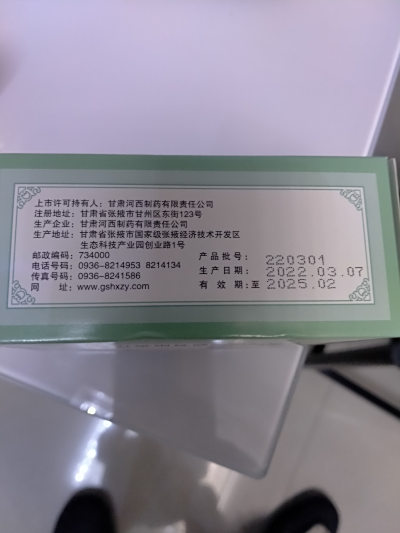 上市许可持有人：甘肃河西制药有限责任公司
注册地址：甘肃省张掖市甘州区东街123号
生产企业：甘肃河西制药有限责任公司
生产地址：甘肃省张掖市国家级张掖经济技术开发区
生态科技产业园创业路1号
邮政编码：734000
电话号码：0936-8214953 8214134
传真号码：0936-8241586
网 址：www.gshxzy.com
产品批号：220301
生产日期：2022.03.07
有 效 期：至 2025.02